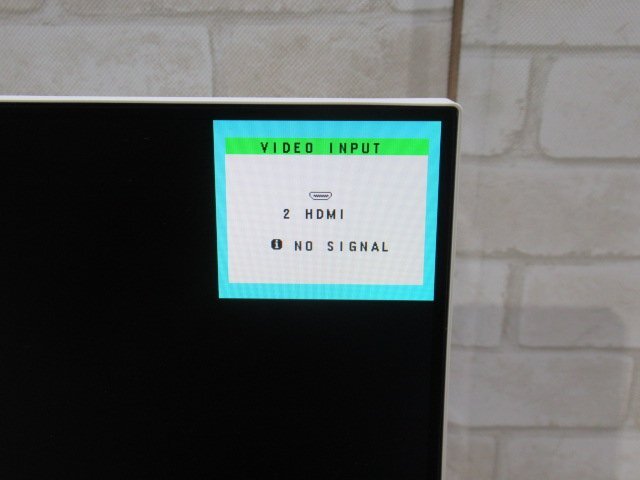 VIDEO INPUT
2 HDMI
NO SIGNAL